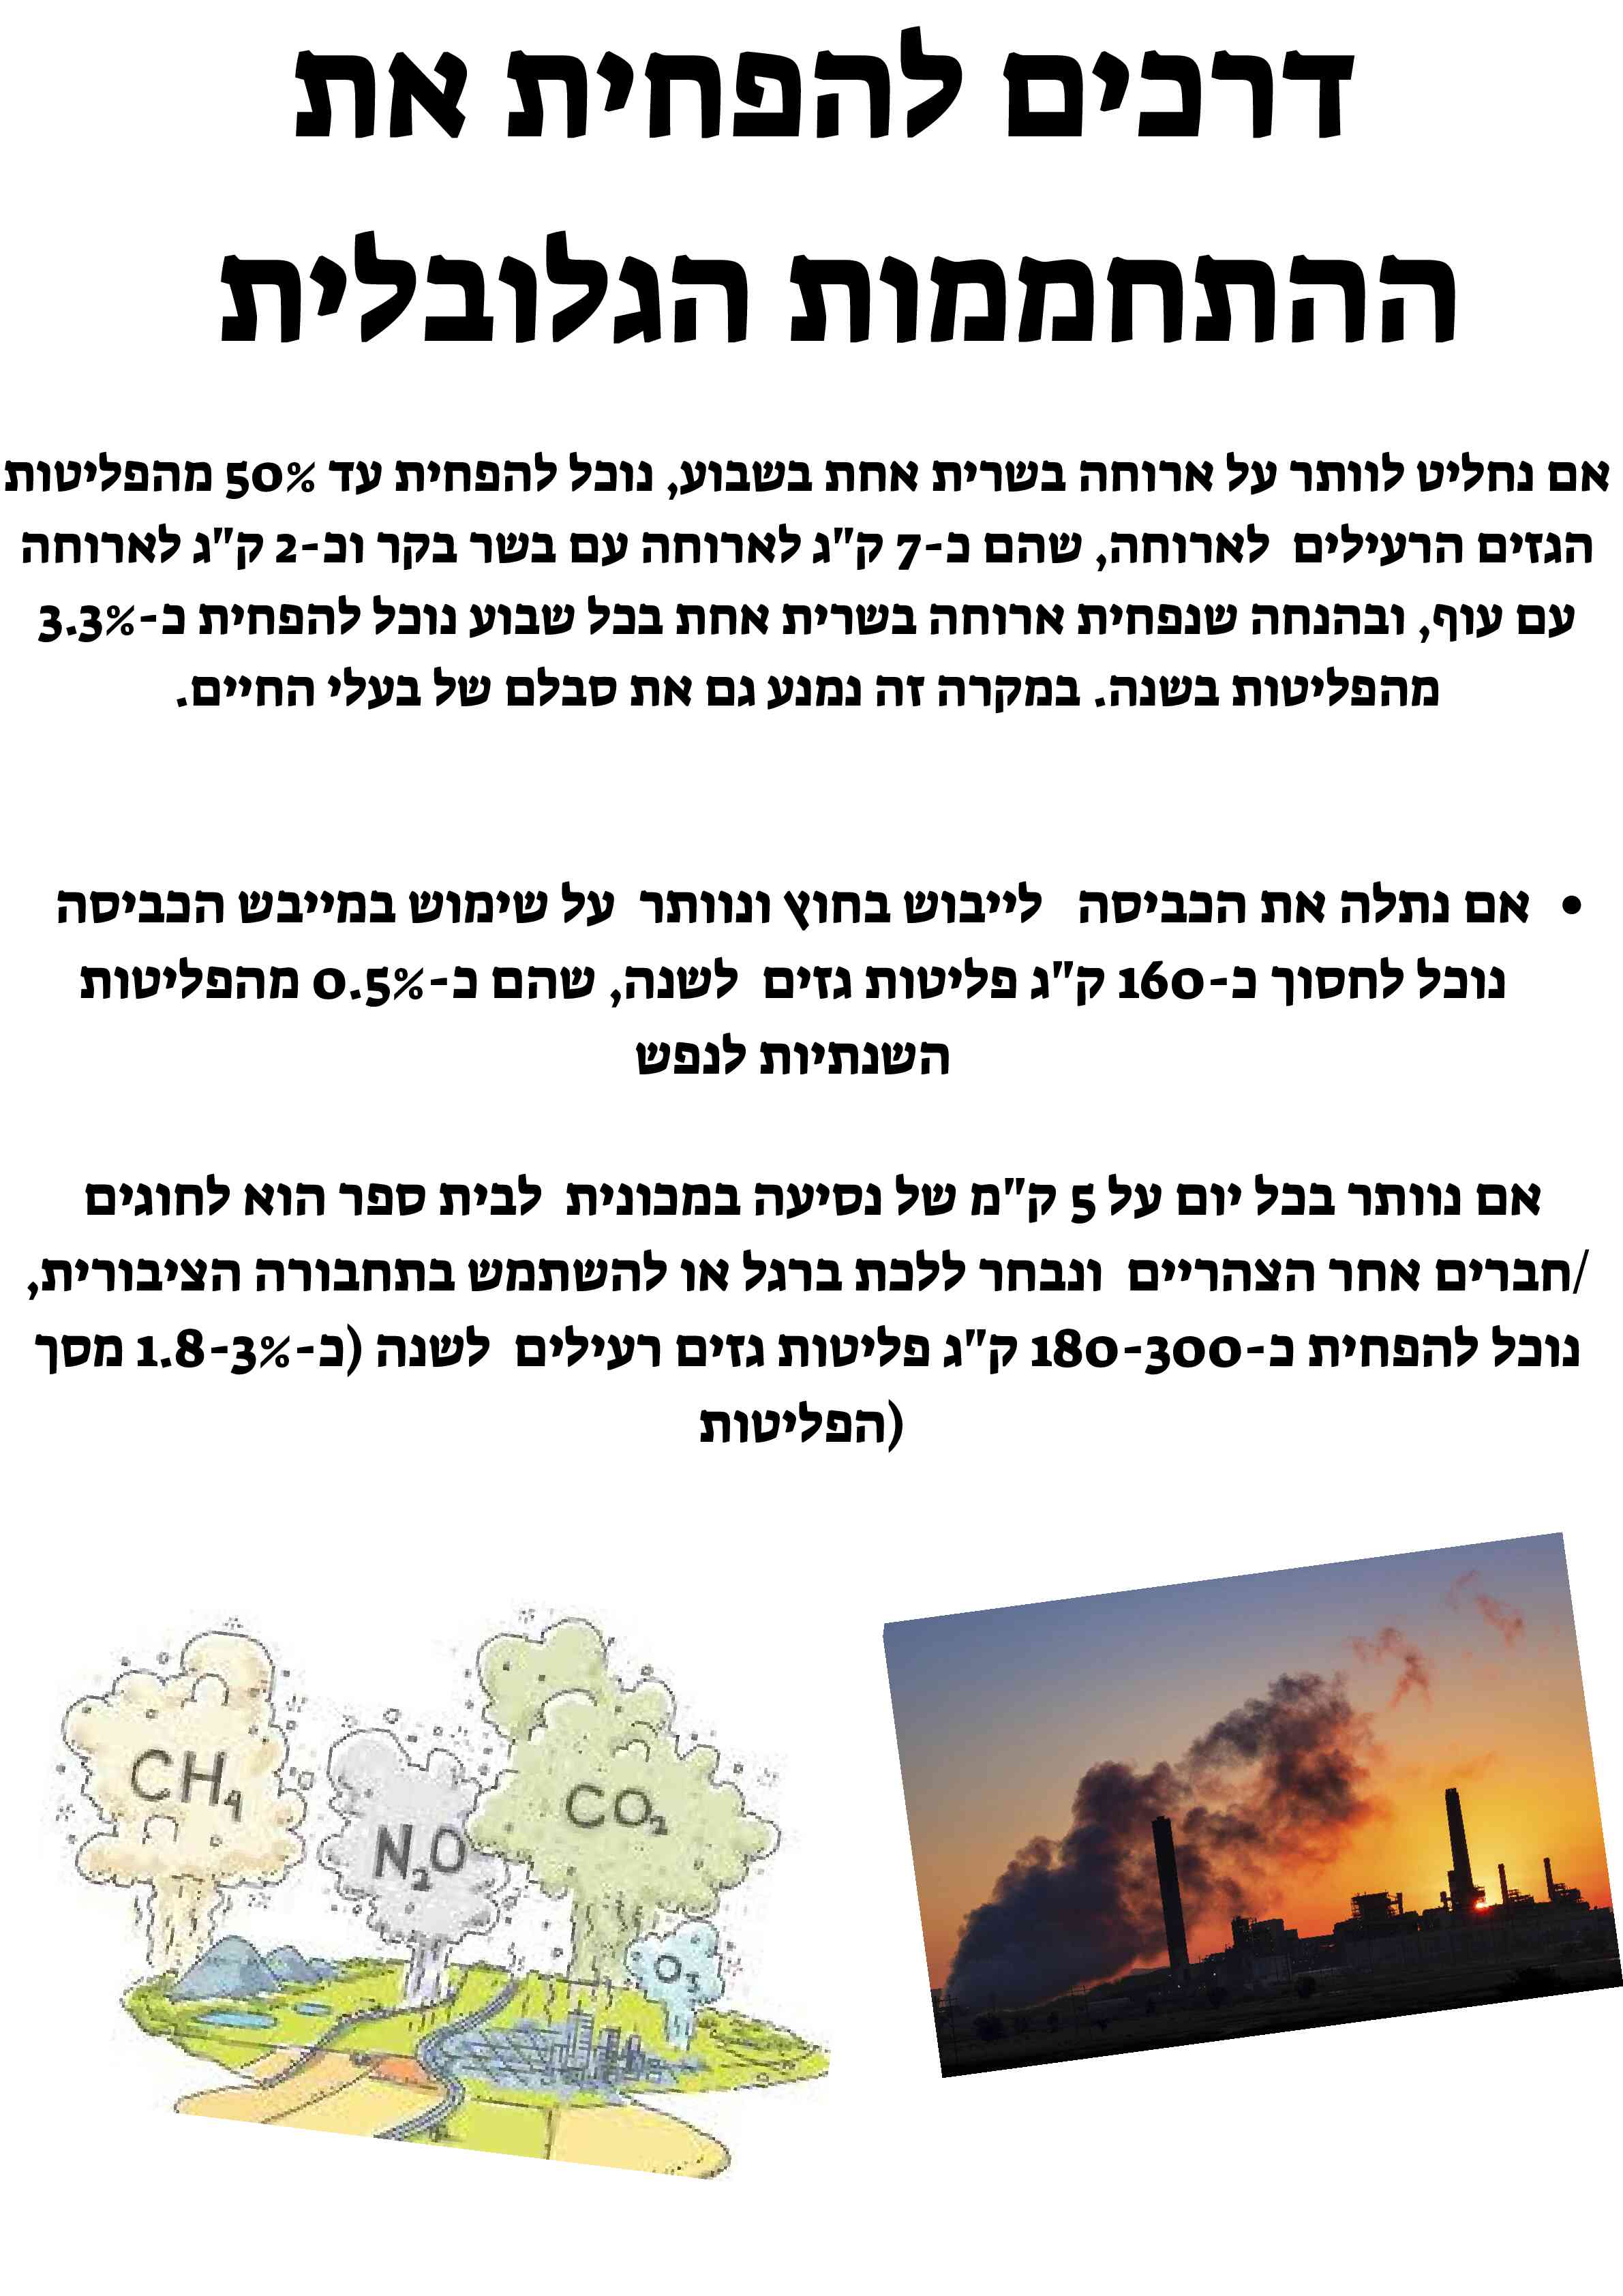 דרכים להפחית את
ההתחממות הגלובלית
אם נחליט לוותר על ארוחה בשרית אחת בשבוע, נוכל להפחית עד 50% מהפליטות
הגזים הרעילים לארוחה, שהם כ-7 ק"ג לארוחה עם בשר בקר וכ-2 ק"ג לארוחה
עם עוף, ובהנחה שנפחית ארוחה בשרית אחת בכל שבוע נוכל להפחית כ-3.3%
מהפליטות בשנה. במקרה זה נמנע גם את סבלם של בעלי החיים.
• אם נתלה את הכביסה לייבוש בחוץ ונוותר על שימוש במייבש הכביסה
נוכל לחסוך כ-160 ק"ג פליטות גזים לשנה, שהם כ-0.5% מהפליטות
השנתיות לנפש
אם נוותר בכל יום על 5 ק"מ של נסיעה במכונית לבית ספר הוא לחוגים
/חברים אחר הצהריים ונבחר ללכת ברגל או להשתמש בתחבורה הציבורית,
נוכל להפחית כ-180-300 ק"ג פליטות גזים רעילים לשנה (כ-1.8-3% מסך
(הפליטות
CH4
N2O
CO2
O3